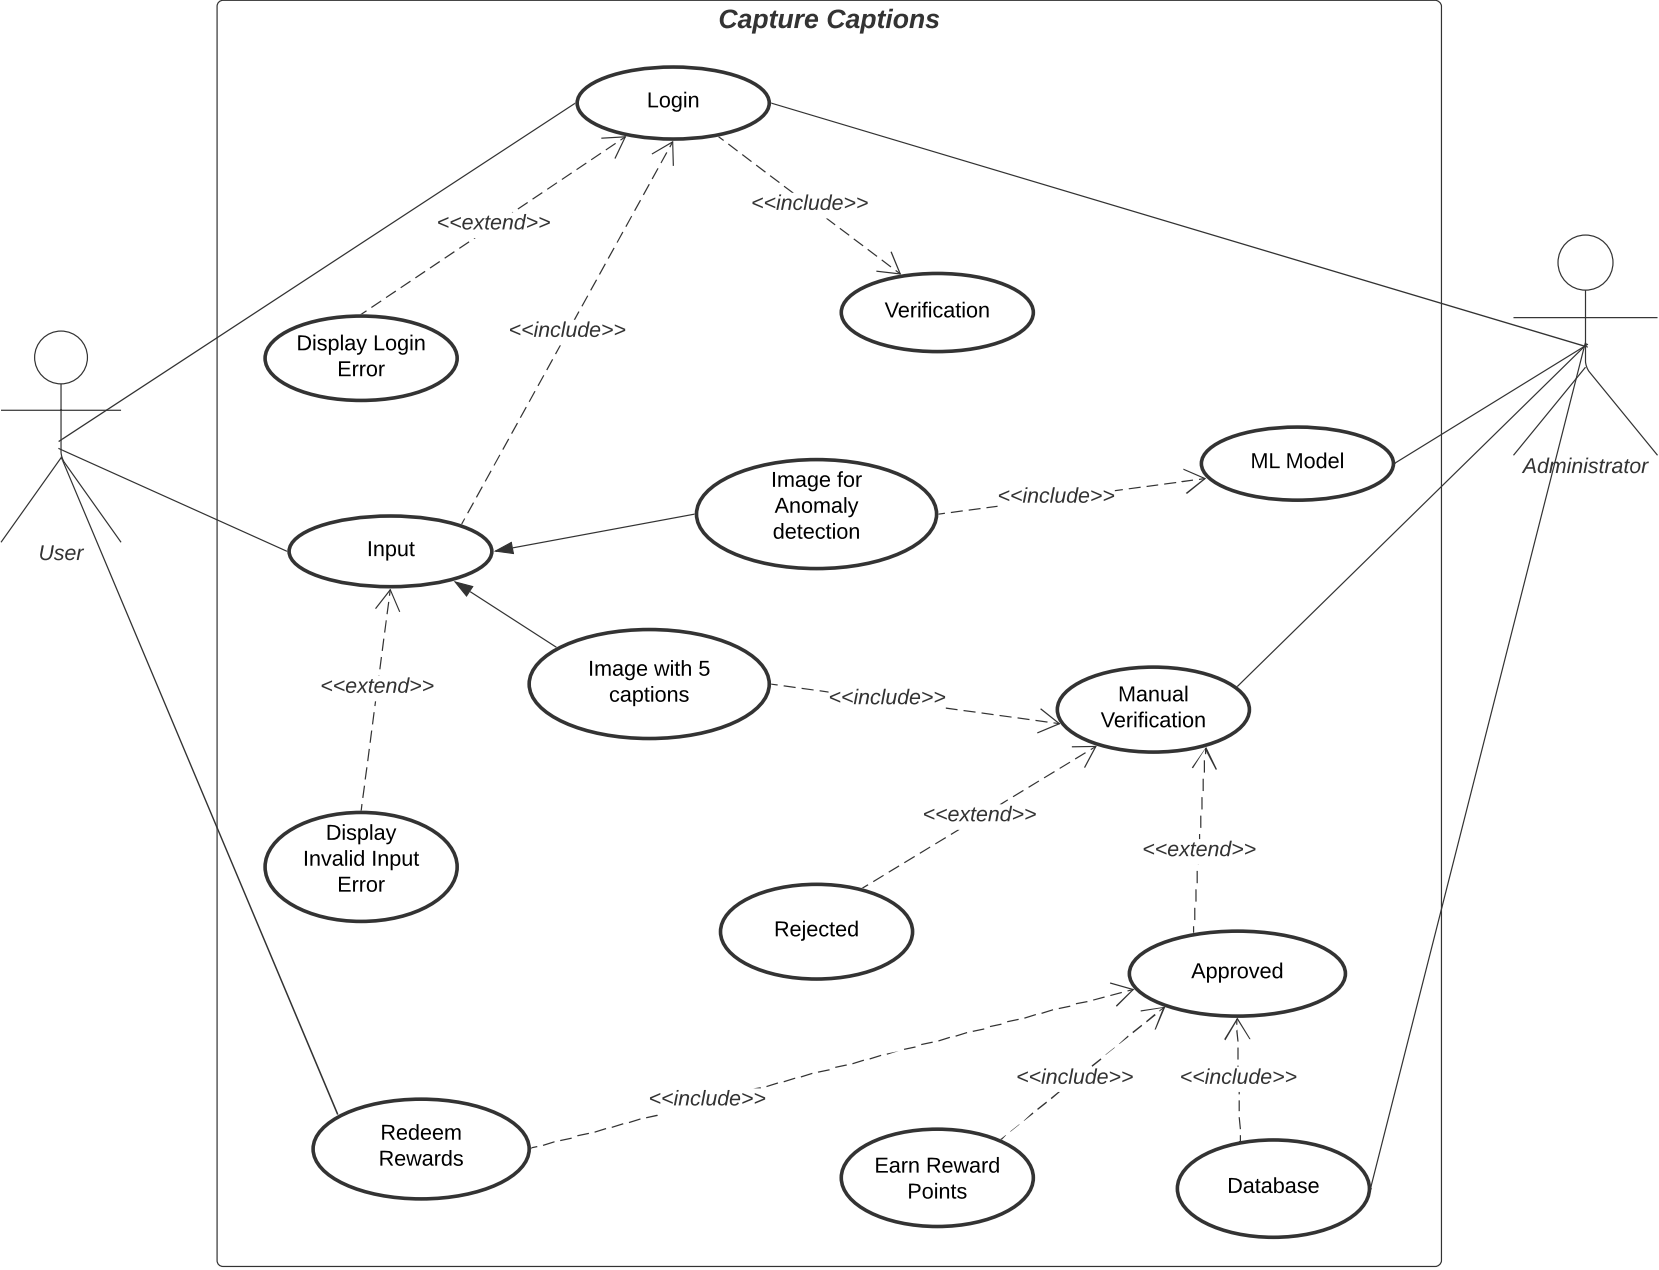 Capture Captions
Login
<<include>>
<<extend>>
Verification
<<include>>
Display Login
Error
ML Model
Administrator
Image for
Anomaly
detection
<<include>>
User
Input
Image with 5
captions
<<extend>>
<<include>>
Manual
Verification
<<extend>>
<<extend>>
Display
Invalid Input
Error
Rejected
Approved
<<include>>
<<include>>
<<include>>
Redeem
Rewards
Earn Reward
Points
Database